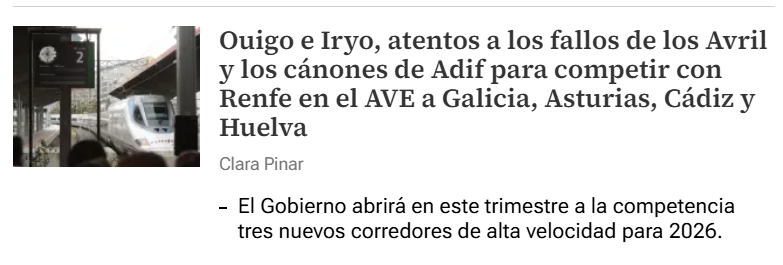 2
Ouigo e Iryo, atentos a los fallos de los Avril
y los cánones de Adif para competir con
Renfe en el AVE a Galicia, Asturias, Cádiz y
Huelva
Clara Pinar
– El Gobierno abrirá en este trimestre a la competencia
tres nuevos corredores de alta velocidad para 2026.